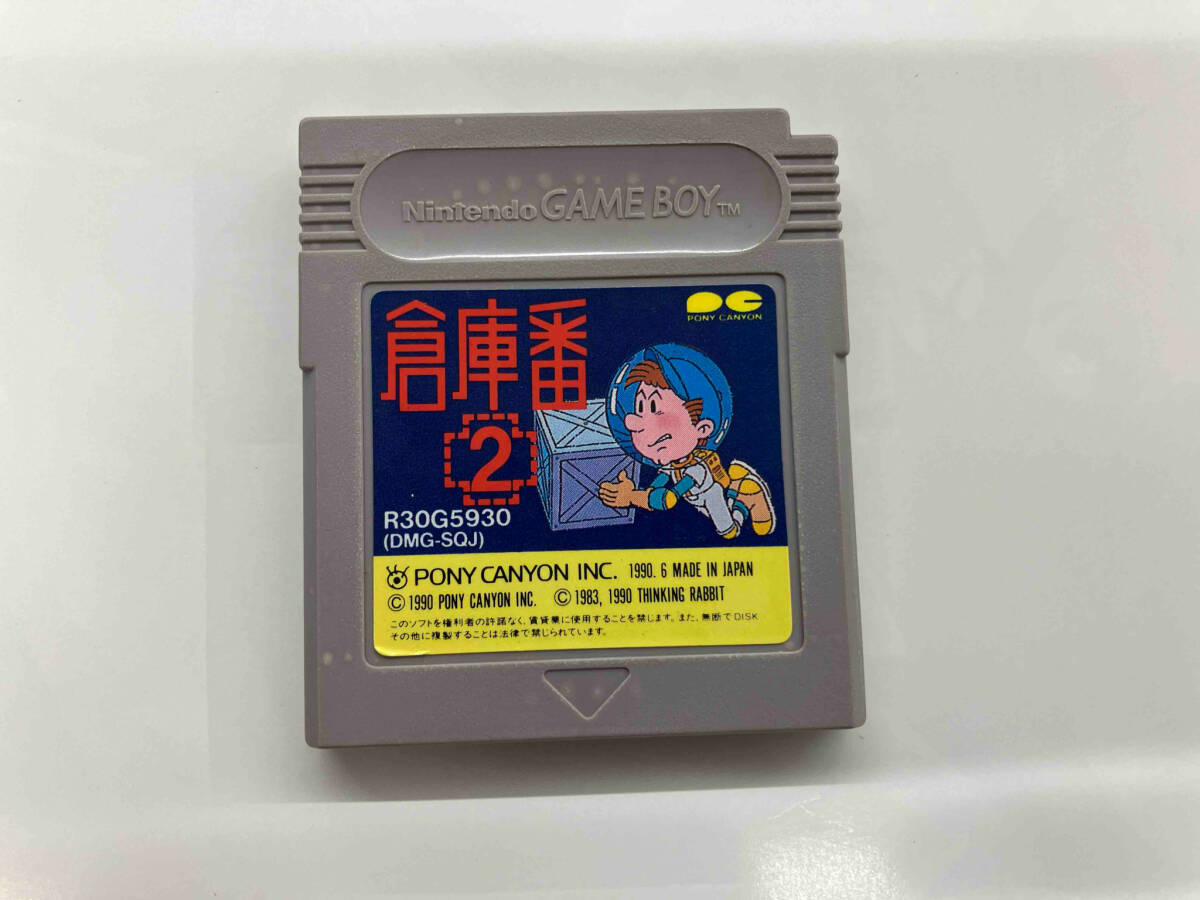 Nintendo GAME BOY TM
PC
PONY CANYON
倉庫番
2
R30G5930
(DMG-SQJ)
PONY CANYON INC. 1990. 6 MADE IN JAPAN
© 1990 PONY CANYON INC. © 1983, 1990 THINKING RABBIT
このソフトを権利者の許諾なく、賃貸業に使用することを禁じます。また、無断でDISK
その他に複製することは法律で禁じられています。